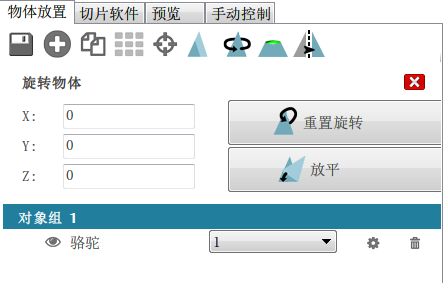 物体放置 切片软件 预览 手动控制
旋转物体
X: 0
重置旋转
Y: 0
Z: 0
放平
对象组 1
骆驼 1